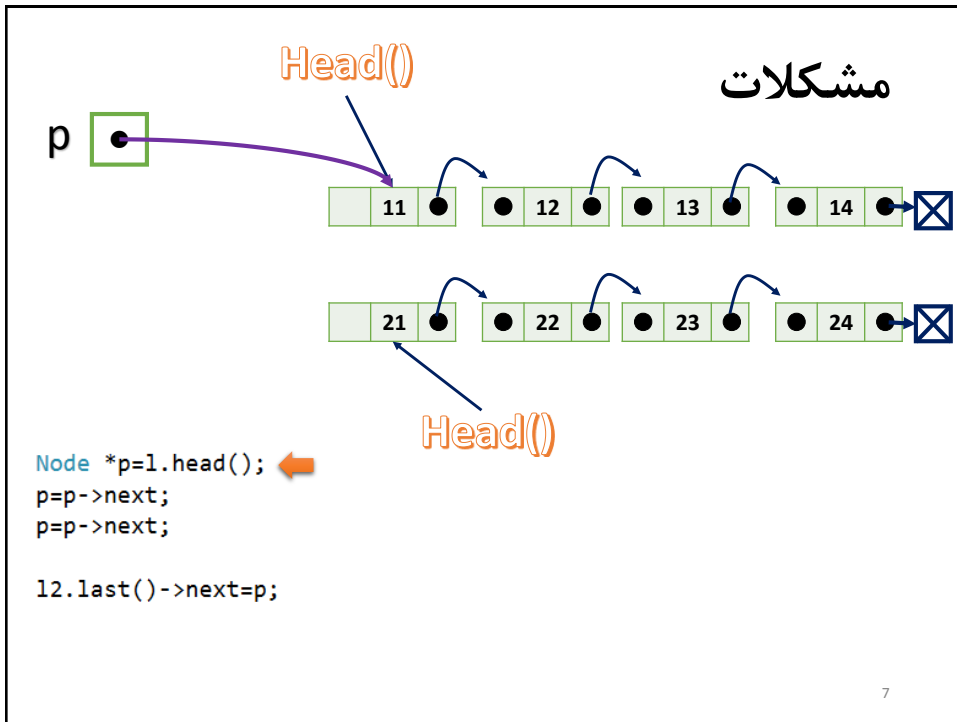 مشکلات
Head()
p
11 12 13 14
21 22 23 24
Head()
Node *p=l.head();
p=p->next;
p=p->next;
l2.last()->next=p;
7